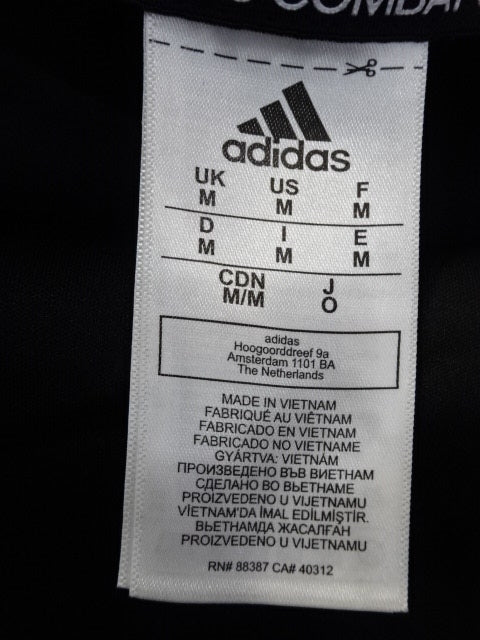 COMBAT
adidas
UK US F
M M M
D I E
M M M
CDN J
M/M O
adidas
Hoogoorddreef 9a
Amsterdam 1101 BA
The Netherlands
MADE IN VIETNAM
FABRIQUÉ AU VIÊTNAM
FABRICADO EN VIETNAM
FABRICADO NO VIETNAME
GYÁRTVA: VIETNÁM
ПРОИЗВЕДЕНО ВЪВ ВИЕТНАМ
СДЕЛАНО ВО ВЬЕТНАМЕ
PROIZVEDENO U VIJETNAMU
VİETNAM'DA İMAL EDİLMİŞTİR.
ВЬЕТНАМДА ЖАСАЛҒАН
PROIZVEDENO U VIJETNAMU
RN# 88387 CA# 40312